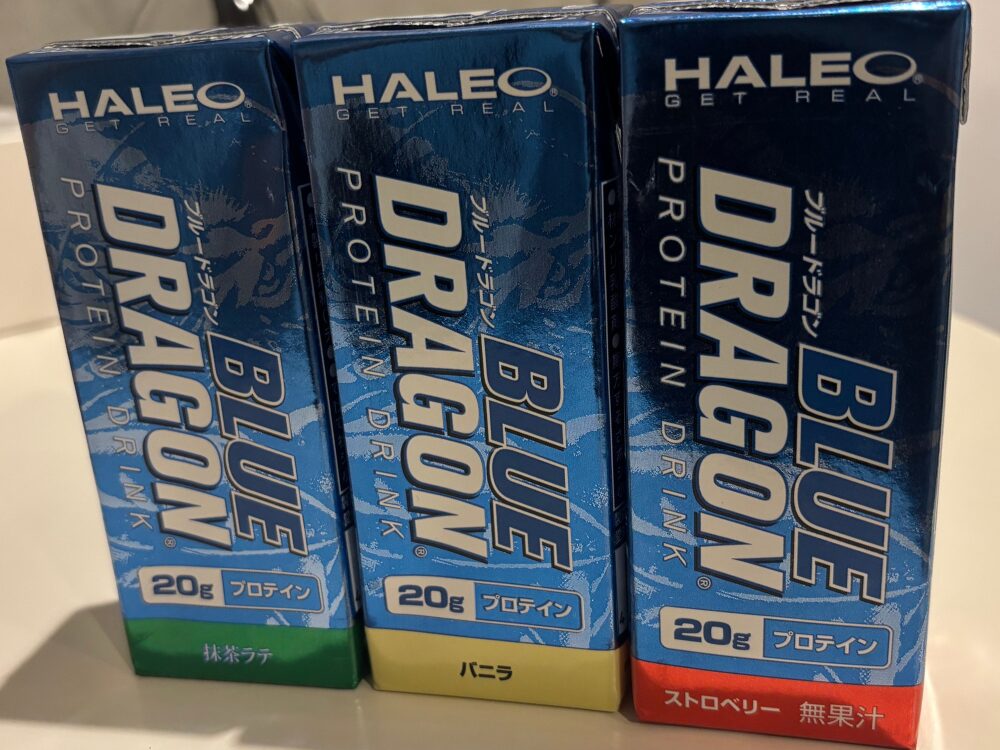 HALEO®
GET REAL
ブルードラゴン
BLUE
DRAGON®
PROTEIN DRINK
20g プロテイン
抹茶ラテ
HALEO®
GET REAL
ブルードラゴン
BLUE
DRAGON®
PROTEIN DRINK
20g プロテイン
バニラ
HALEO®
GET REAL
ブルードラゴン
BLUE
DRAGON®
PROTEIN DRINK
20g プロテイン
ストロベリー 無果汁